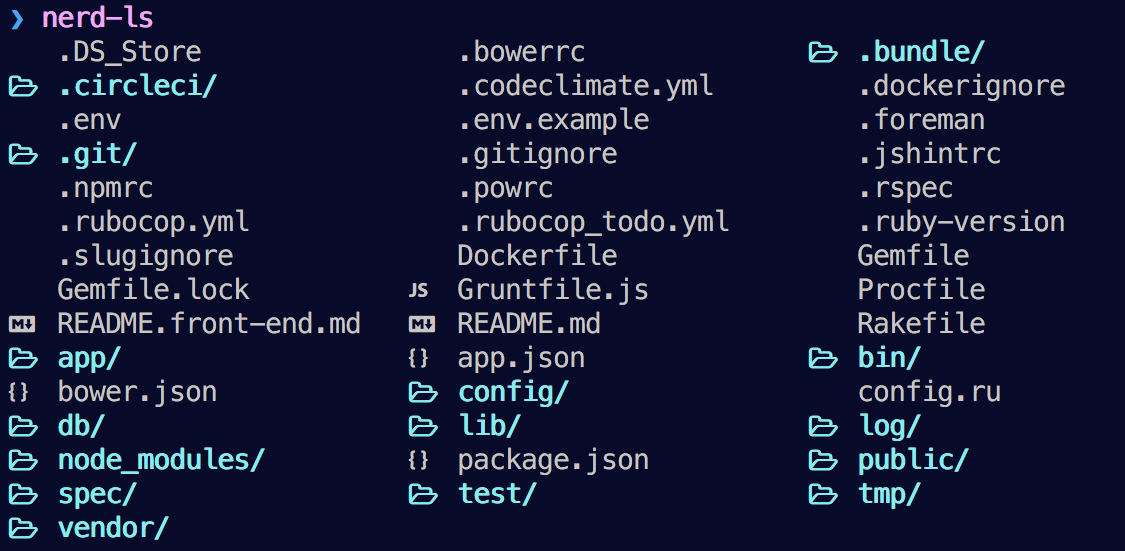 ❯ nerd-ls
.DS_Store .bowerrc .bundle/
.circleci/ .codeclimate.yml .dockerignore
.env .env.example .foreman
.git/ .gitignore .jshintrc
.npmrc .powrc .rspec
.rubocop.yml .rubocop_todo.yml .ruby-version
.slugignore Dockerfile Gemfile
Gemfile.lock JS Gruntfile.js Procfile
M↓ README.front-end.md M↓ README.md Rakefile
app/ {} app.json bin/
{} bower.json config/ config.ru
db/ lib/ log/
node_modules/ {} package.json public/
spec/ test/ tmp/
vendor/